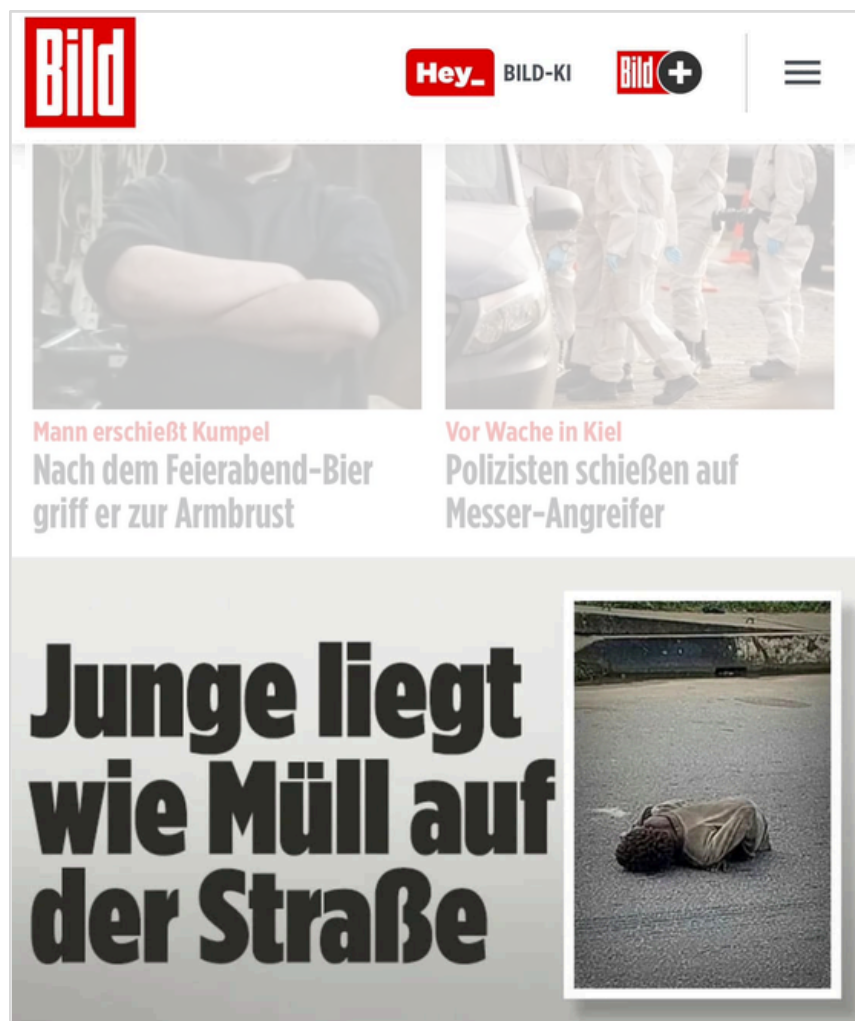 Bild
Hey_ BILD-KI Bild+
Mann erschießt Kumpel
Nach dem Feierabend-Bier
griff er zur Armbrust
Vor Wache in Kiel
Polizisten schießen auf
Messer-Angreifer
Junge liegt
wie Müll auf
der Straße